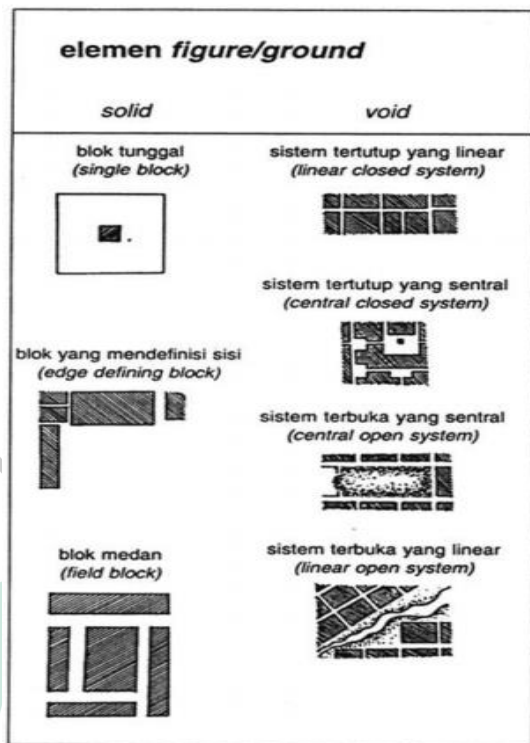 elemen figure/ground
solid
void
blok tunggal
(single block)
blok yang mendefinisi sisi
(edge defining block)
blok medan
(field block)
sistem tertutup yang linear
(linear closed system)
sistem tertutup yang sentral
(central closed system)
sistem terbuka yang sentral
(central open system)
sistem terbuka yang linear
(linear open system)